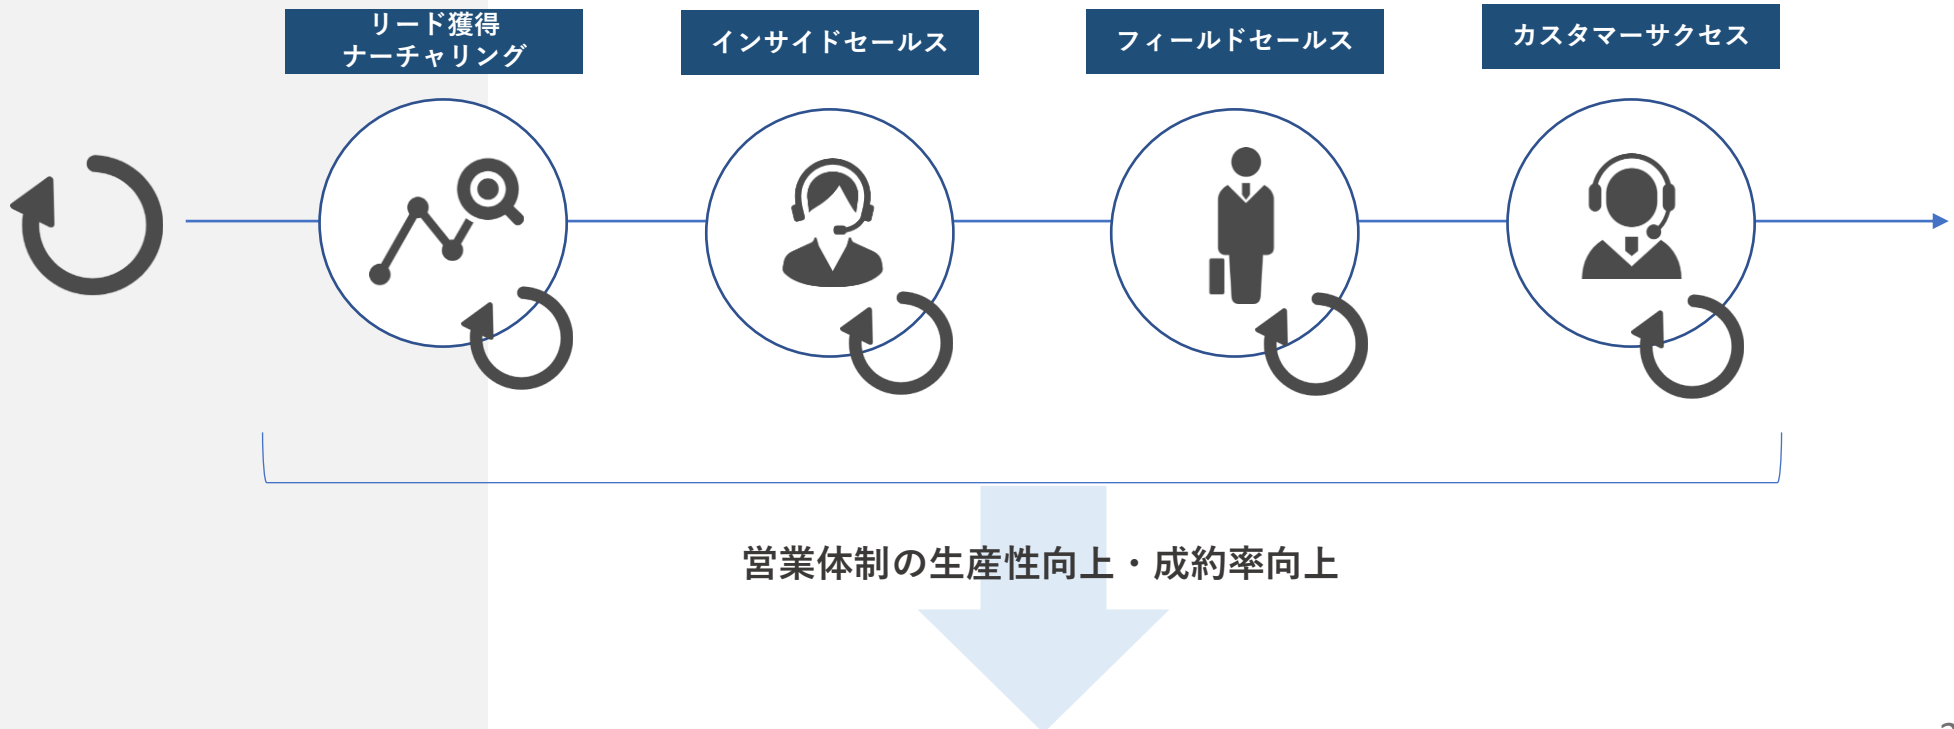 リード獲得
ナーチャリング
インサイドセールス
フィールドセールス
カスタマーサクセス
営業体制の生産性向上・成約率向上